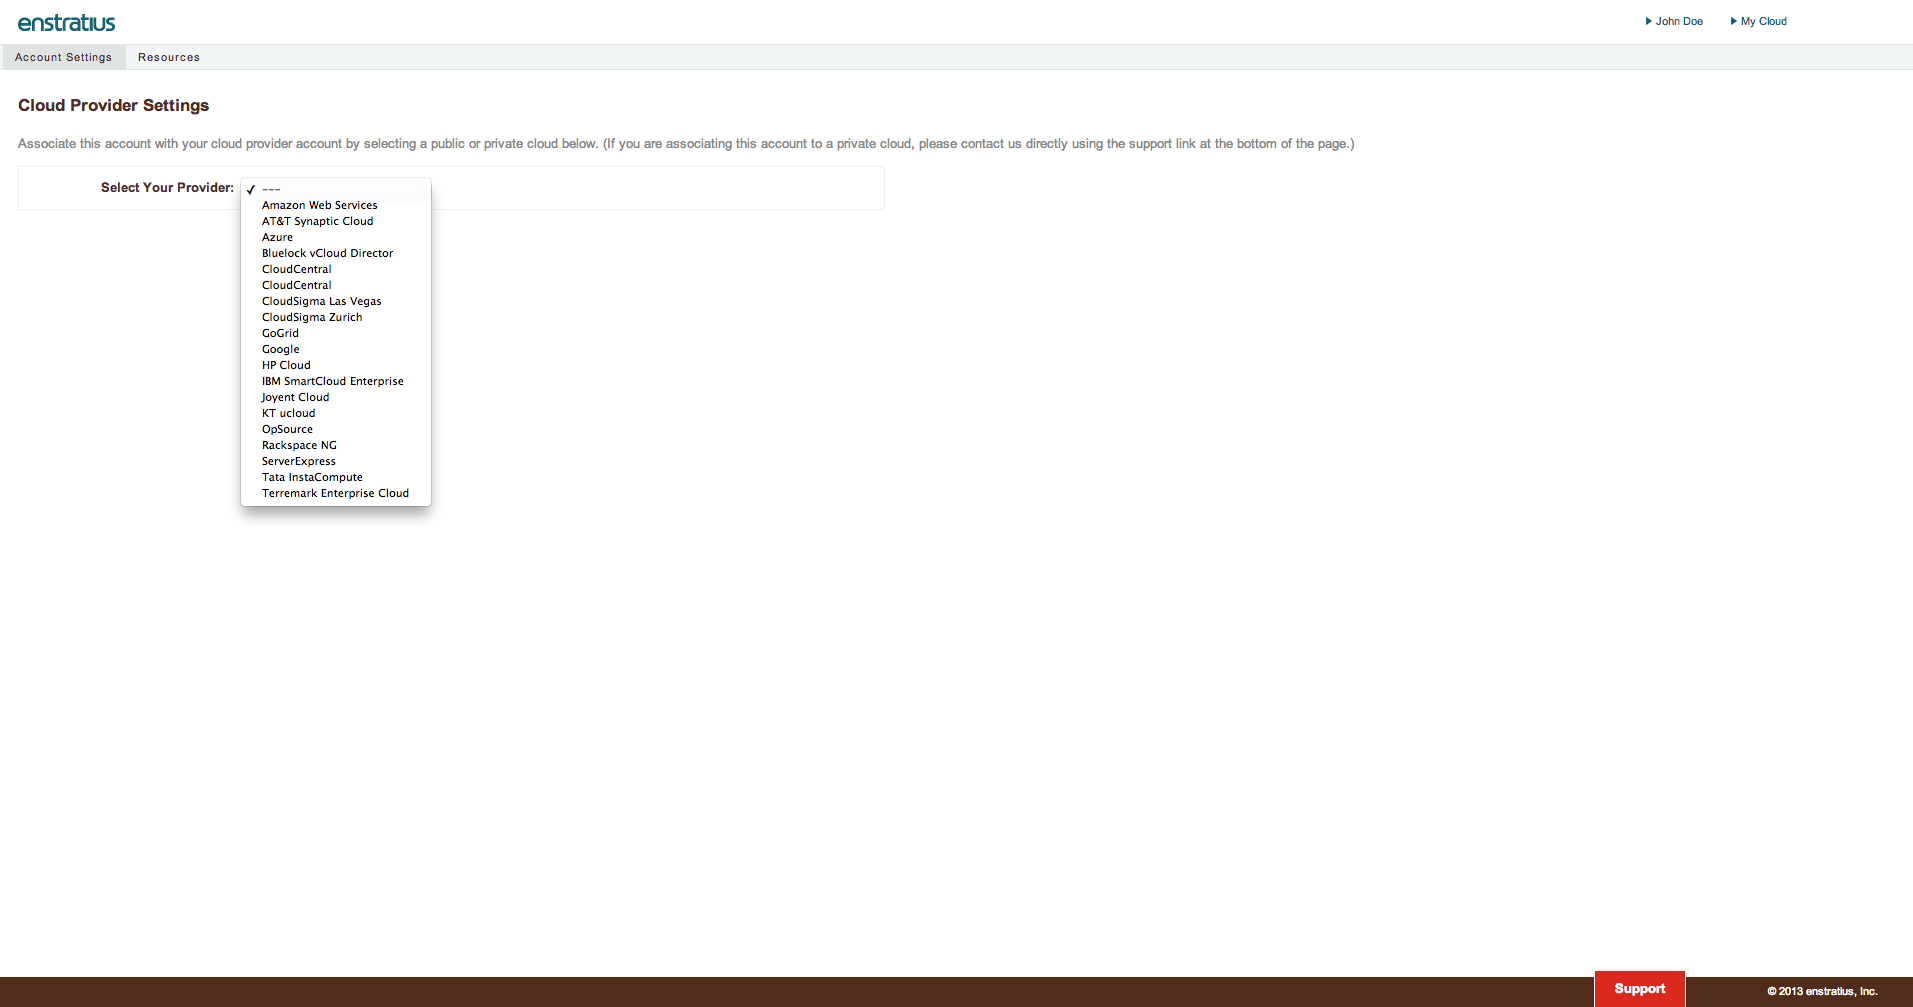 enstratius
John Doe
My Cloud
Account Settings
Resources
Cloud Provider Settings
Associate this account with your cloud provider account by selecting a public or private cloud below. (If you are associating this account to a private cloud, please contact us directly using the support link at the bottom of the page.)
Select Your Provider:
✓ ---
Amazon Web Services
AT&T Synaptic Cloud
Azure
Bluelock vCloud Director
CloudCentral
CloudCentral
CloudSigma Las Vegas
CloudSigma Zurich
GoGrid
Google
HP Cloud
IBM SmartCloud Enterprise
Joyent Cloud
KT ucloud
OpSource
Rackspace NG
ServerExpress
Tata InstaCompute
Terremark Enterprise Cloud
Support
© 2013 enstratius, Inc.